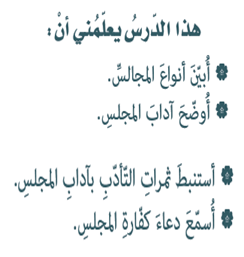 هذا الدّرسُ يعلّمُني أنْ :
أُبيّنَ أنواعَ المجالسِ.
أُوضّحَ آدابَ المجلسِ.
أستنبطَ ثمراتِ التّأدّبِ بآدابِ المجلسِ.
أُسمّعَ دعاءَ كفّارةِ المجلسِ.